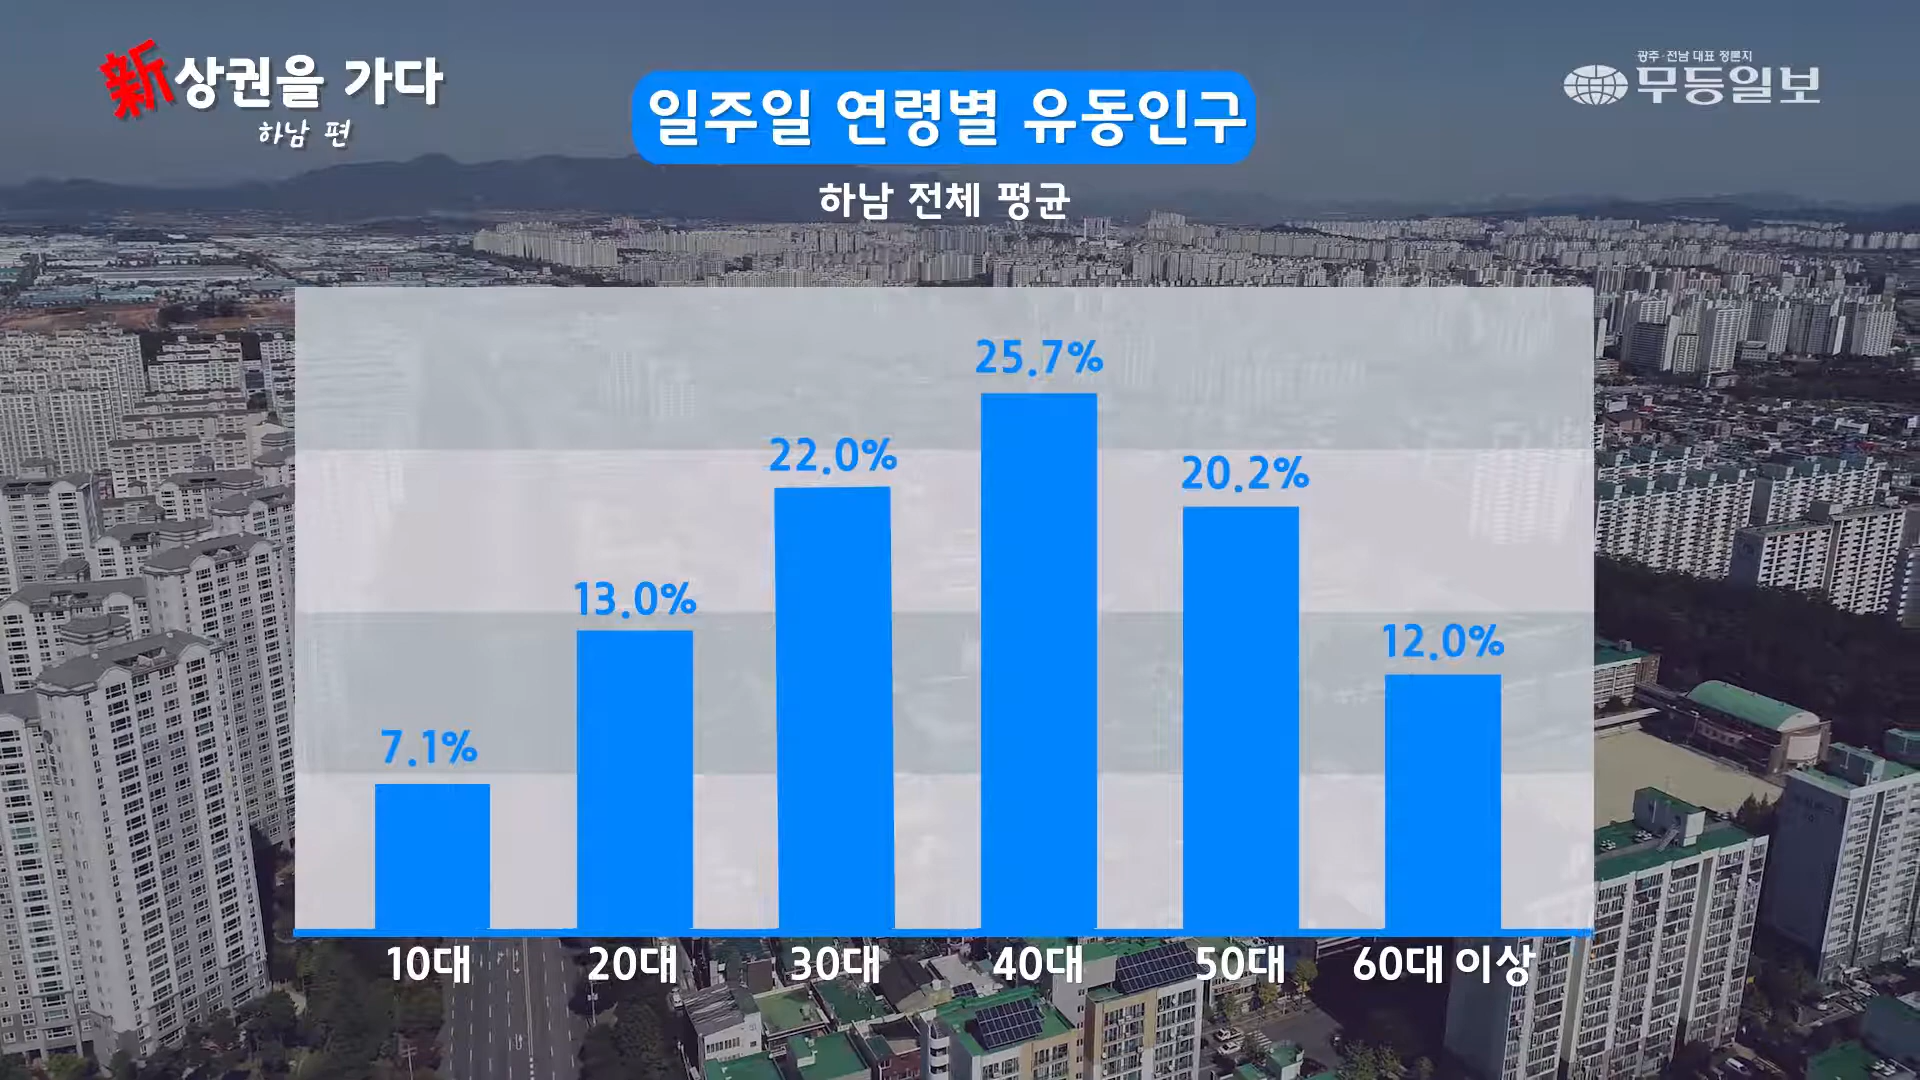 新상권을 가다
하남 편
일주일 연령별 유동인구
하남 전체 평균
광주·전남 대표 정론지
무등일보
7.1%
13.0%
22.0%
25.7%
20.2%
12.0%
10대
20대
30대
40대
50대
60대 이상